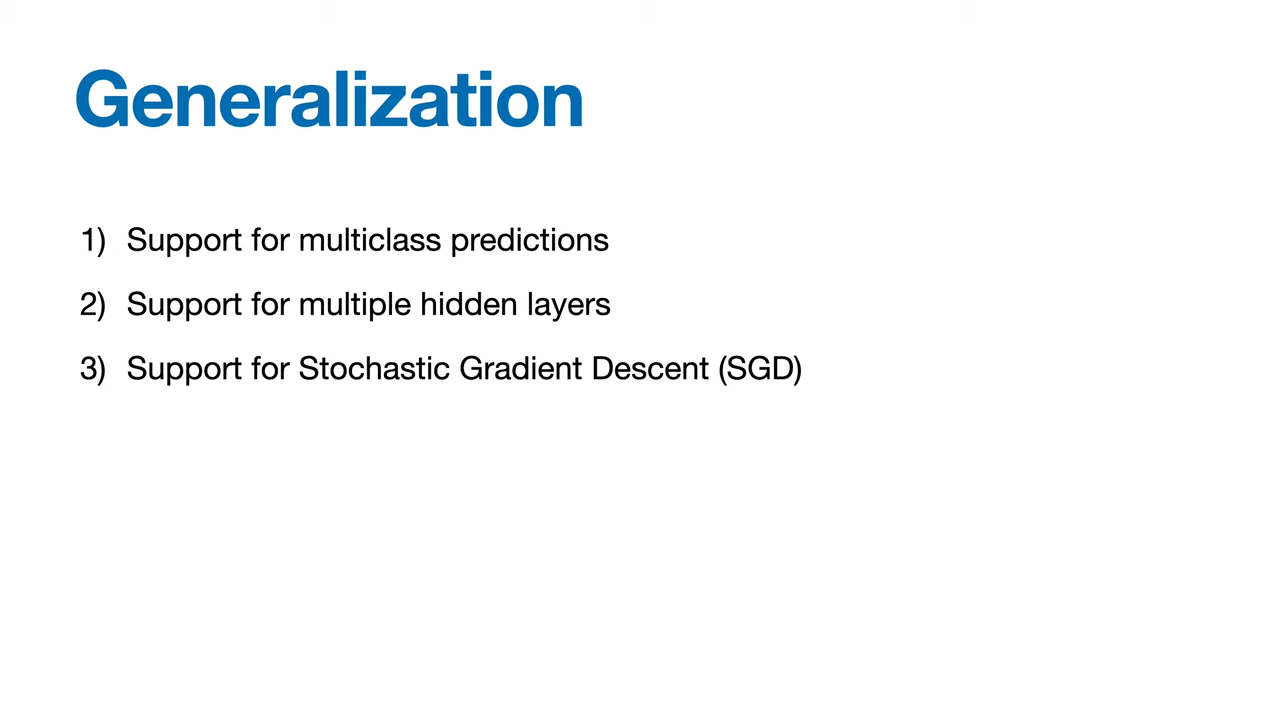 Generalization
1) Support for multiclass predictions
2) Support for multiple hidden layers
3) Support for Stochastic Gradient Descent (SGD)